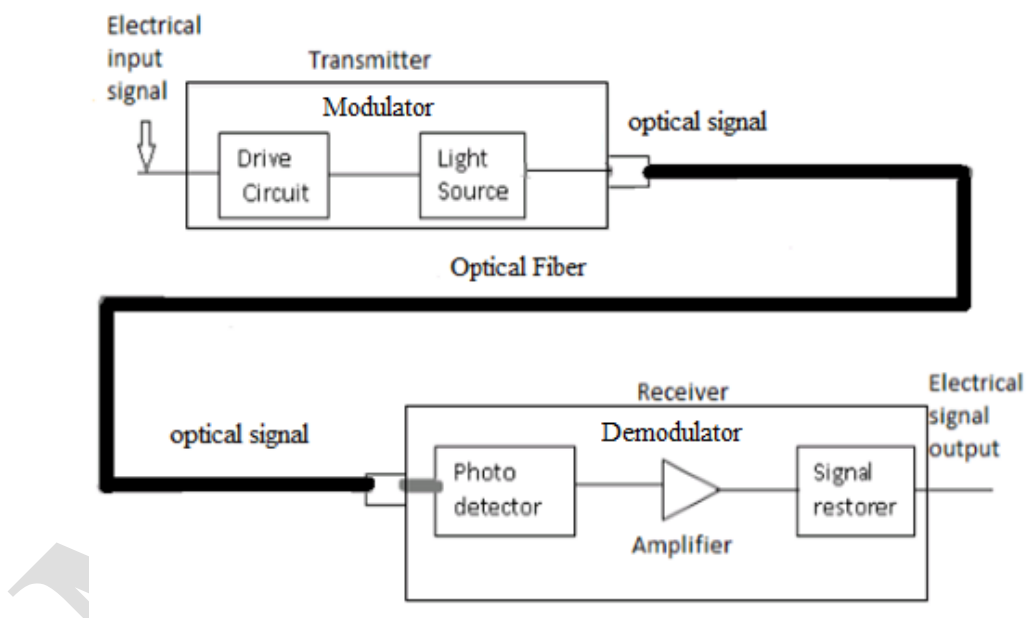 Electrical
input
signal
Transmitter
Modulator
optical signal
Drive
Circuit
Light
Source
Optical Fiber
Receiver
Electrical
signal
output
optical signal
Demodulator
Photo
detector
Signal
restorer
Amplifier